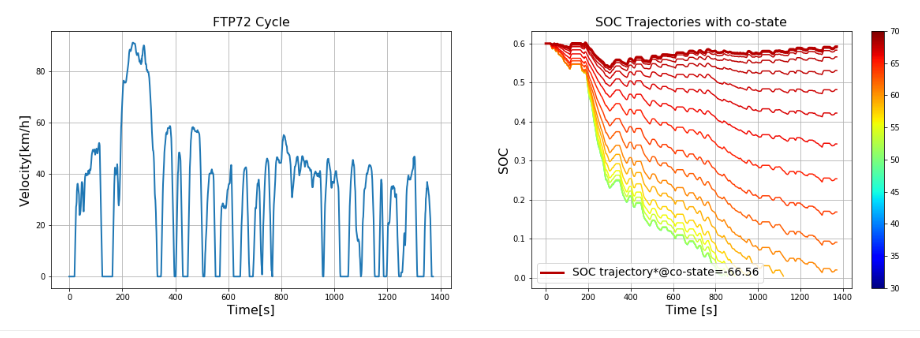 FTP72 Cycle
Velocity[km/h]
80
60
40
20
0
0 200 400 600 800 1000 1200 1400
Time[s]
SOC Trajectories with co-state
SOC
0.6
0.5
0.4
0.3
0.2
0.1
0.0
SOC trajectory*@co-state=-66.56
0 200 400 600 800 1000 1200 1400
Time [s]
70
65
60
55
50
45
40
35
30